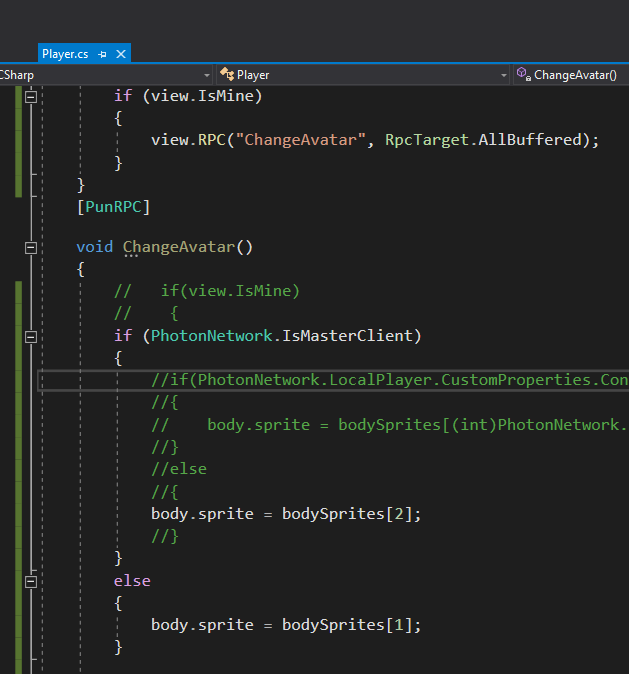 Player.cs
CSharp Player ChangeAvatar()
if (view.IsMine)
{
view.RPC("ChangeAvatar", RpcTarget.AllBuffered);
}
}
[PunRPC]
void ChangeAvatar()
{
// if(view.IsMine)
// {
if (PhotonNetwork.IsMasterClient)
{
//if(PhotonNetwork.LocalPlayer.CustomProperties.Con
//{
// body.sprite = bodySprites[(int)PhotonNetwork.
//}
//else
//{
body.sprite = bodySprites[2];
//}
}
else
{
body.sprite = bodySprites[1];
}